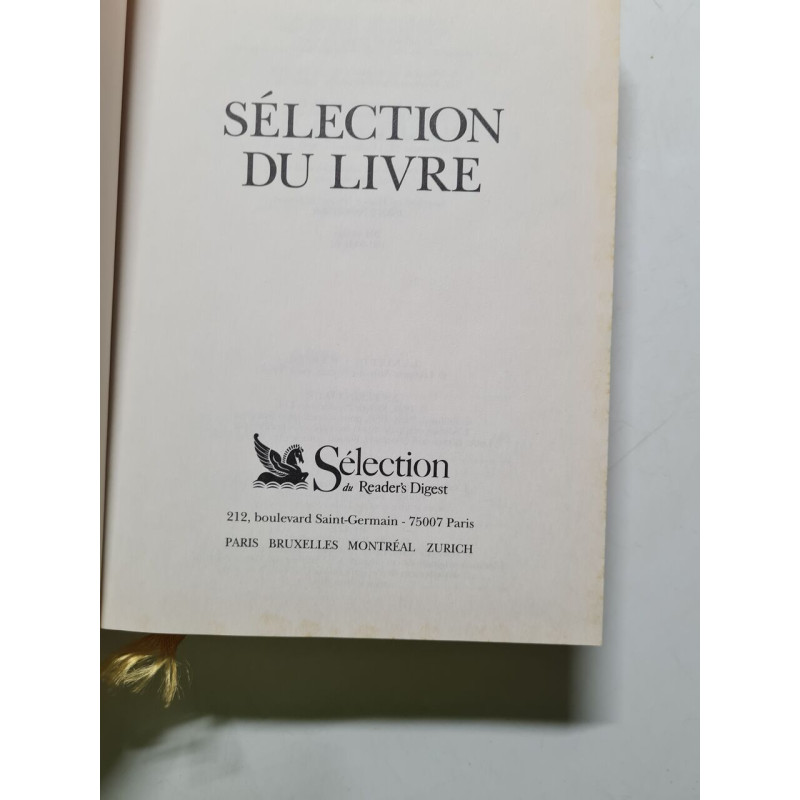 SÉLECTION
DU LIVRE
Sélection
du Reader's Digest
212, boulevard Saint-Germain - 75007 Paris
PARIS BRUXELLES MONTRÉAL ZURICH